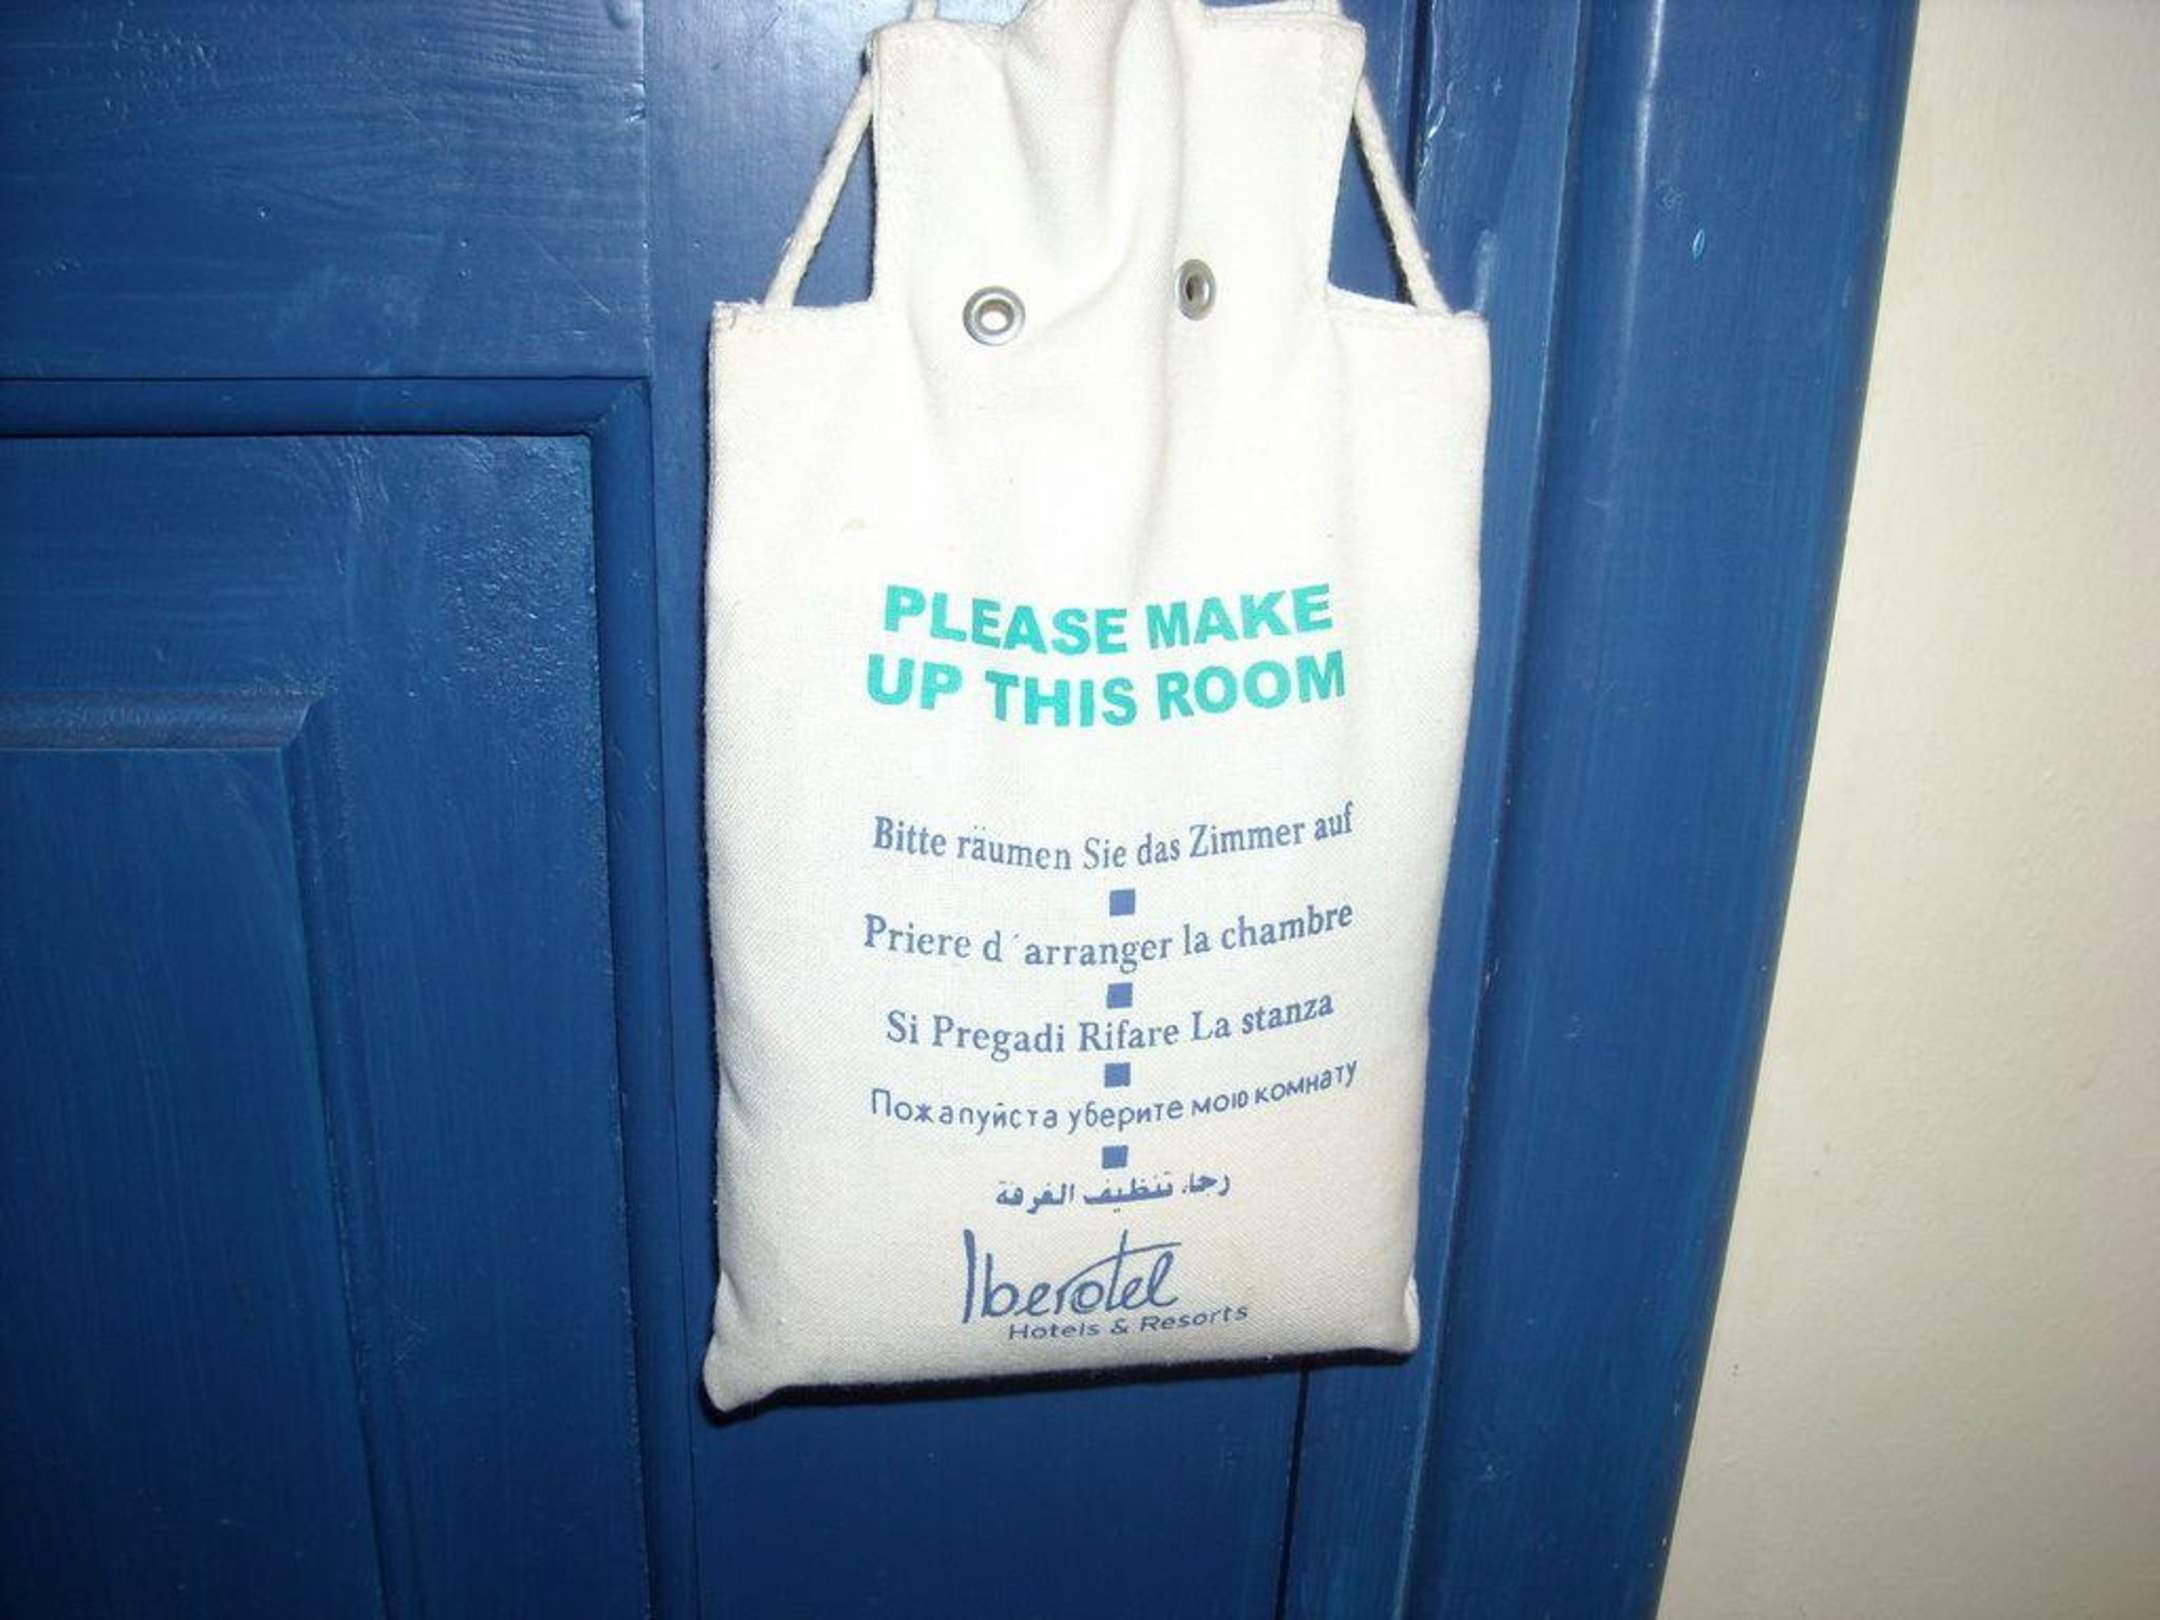 PLEASE MAKE
UP THIS ROOM
Bitte räumen Sie das Zimmer auf
Priere d´arranger la chambre
Si Pregadi Rifare La stanza
Пожапуйста уберите мою комнату
رجاء تنظيف الغرفة
Iberotel
Hotels & Resorts